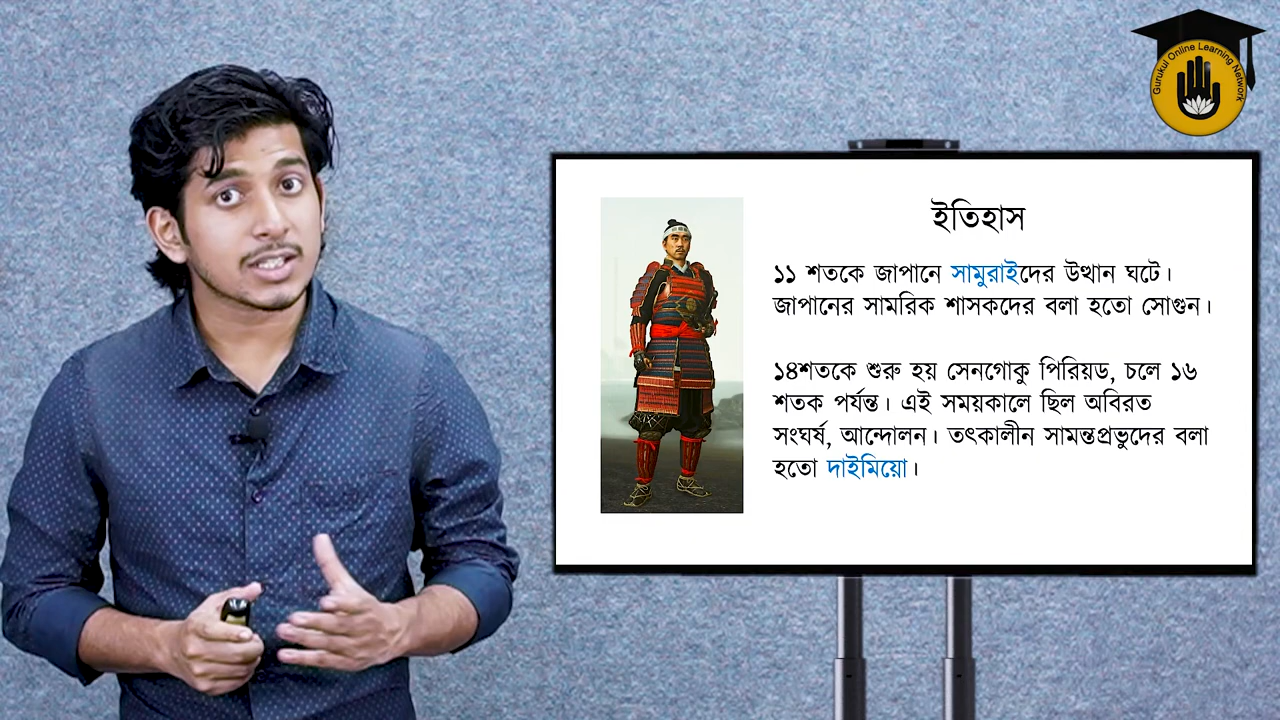 Gurukul Online Learning Network
ইতিহাস
১১ শতকে জাপানে সামুরাইদের উত্থান ঘটে।
জাপানের সামরিক শাসকদের বলা হতো সোগুন।
১৪শতকে শুরু হয় সেনগোকু পিরিয়ড, চলে ১৬
শতক পর্যন্ত। এই সময়কালে ছিল অবিরত
সংঘর্ষ, আন্দোলন। তৎকালীন সামন্তপ্রভুদের বলা
হতো দাইমিয়ো।